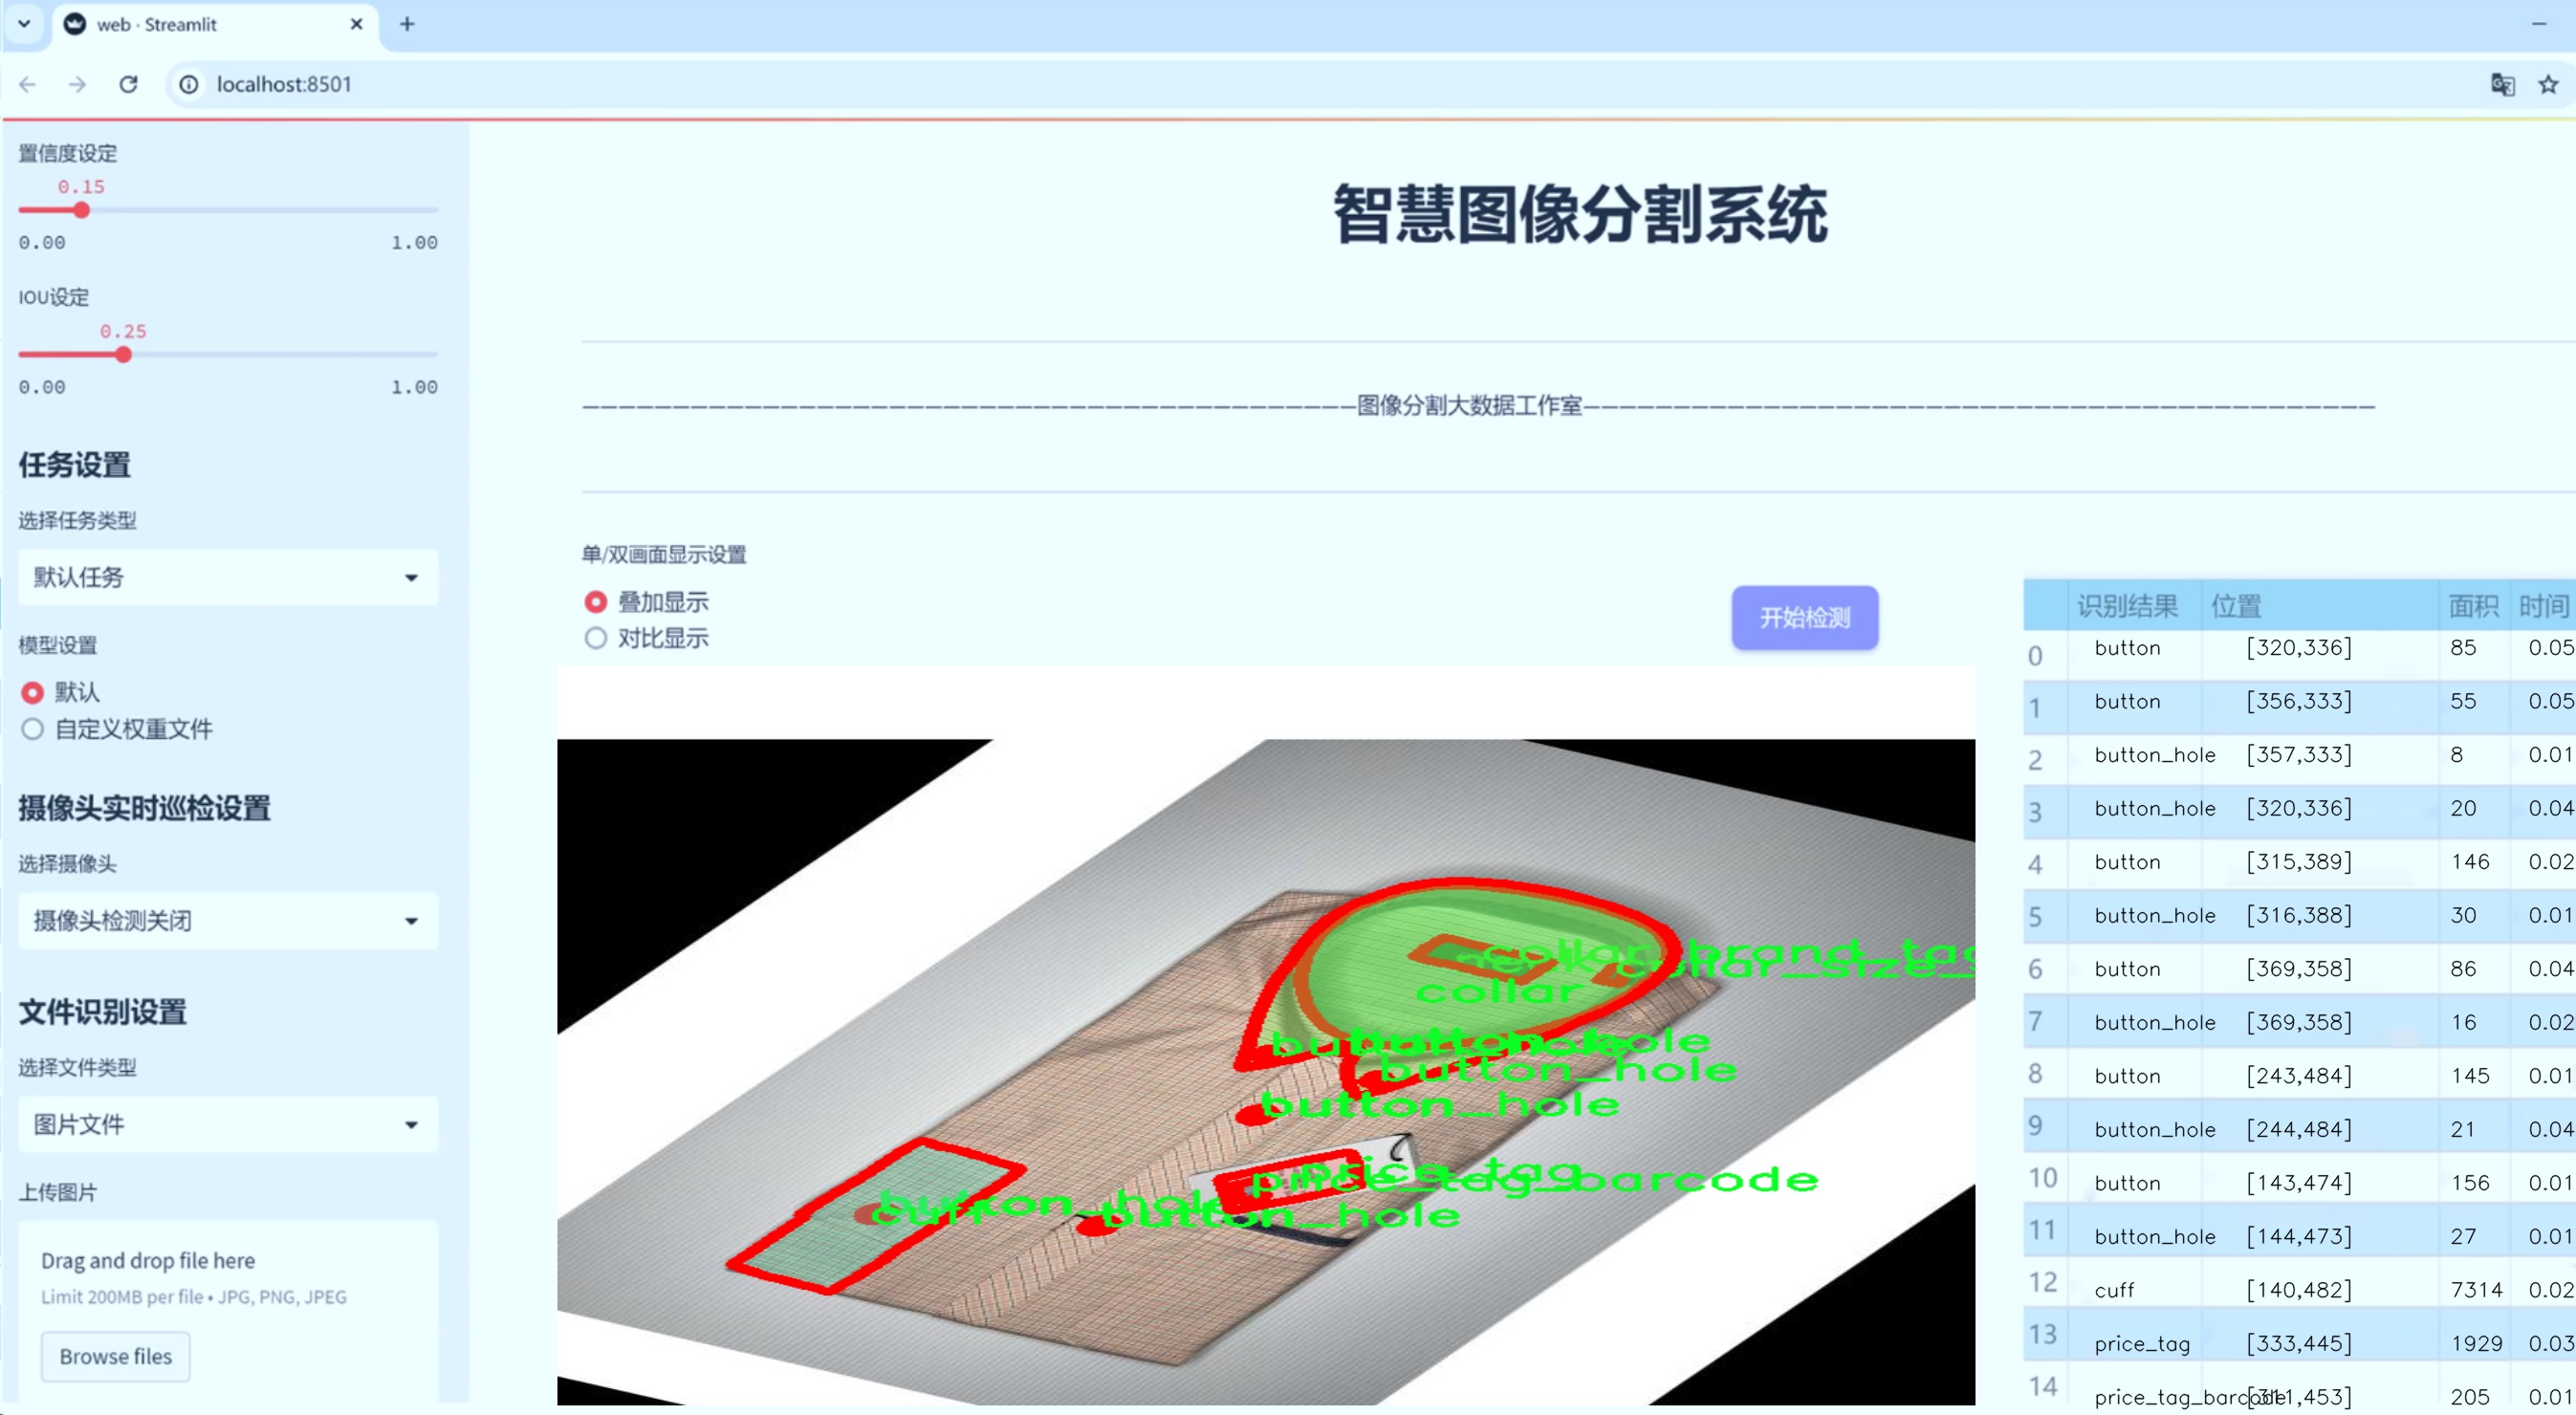 web · Streamlit
localhost:8501
置信度设定
0.15
0.00 1.00
IOU设定
0.25
0.00 1.00
任务设置
选择任务类型
默认任务
模型设置
默认
自定义权重文件
摄像头实时巡检设置
选择摄像头
摄像头检测关闭
文件识别设置
选择文件类型
图片文件
上传图片
Drag and drop file here
Limit 200MB per file • JPG, PNG, JPEG
Browse files
智慧图像分割系统
图像分割大数据工作室
单/双画面显示设置
叠加显示
对比显示
开始检测
collar_brand_tag
collar
button_hole
button_hole
button_hole
price_tag
price_tag_barcode
button_hole
cuff
button_hole
识别结果 位置 面积 时间
0 button [320,336] 85 0.05
1 button [356,333] 55 0.05
2 button_hole [357,333] 8 0.01
3 button_hole [320,336] 20 0.04
4 button [315,389] 146 0.02
5 button_hole [316,388] 30 0.01
6 button [369,358] 86 0.04
7 button_hole [369,358] 16 0.02
8 button [243,484] 145 0.01
9 button_hole [244,484] 21 0.04
10 button [143,474] 156 0.01
11 button_hole [144,473] 27 0.01
12 cuff [140,482] 7314 0.02
13 price_tag [333,445] 1929 0.03
14 price_tag_barcode [311,453] 205 0.01